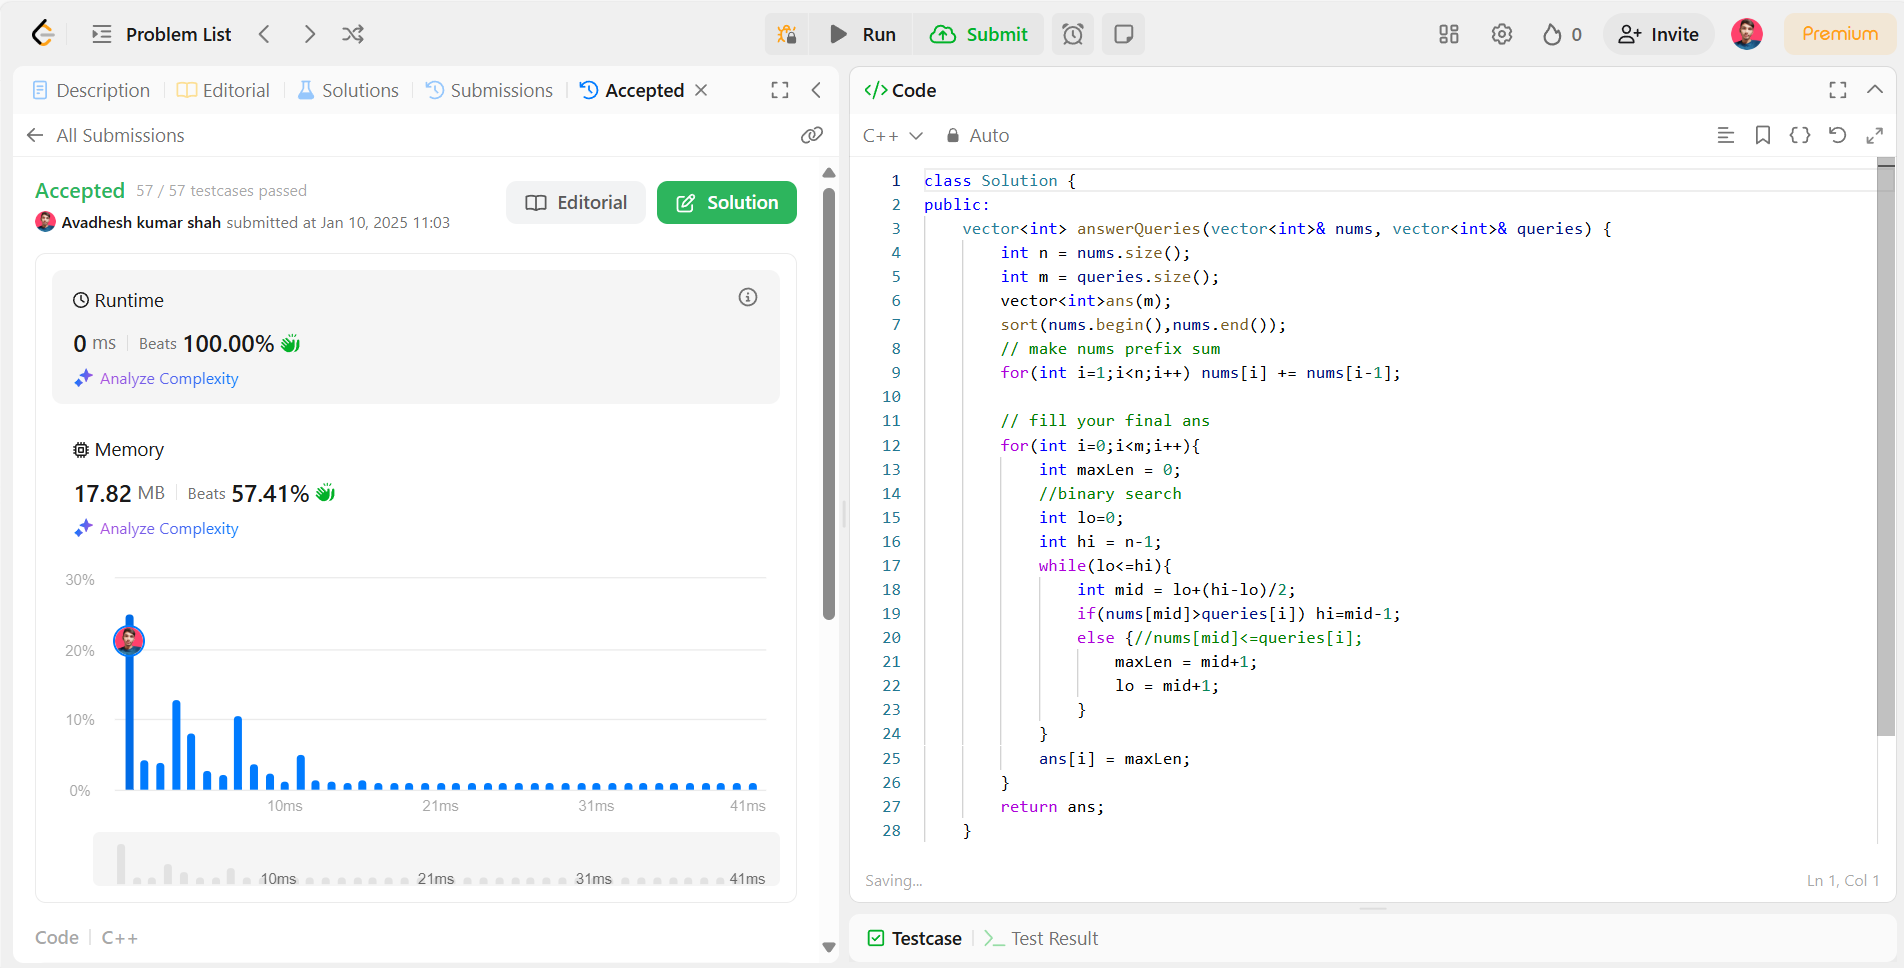 Problem List
Run
Submit
0
Invite
Premium
Description
Editorial
Solutions
Submissions
Accepted
All Submissions
Accepted 57 / 57 testcases passed
Avadhesh kumar shah submitted at Jan 10, 2025 11:03
Editorial
Solution
Runtime
0 ms Beats 100.00%
Analyze Complexity
Memory
17.82 MB Beats 57.41%
Analyze Complexity
30%
20%
10%
0%
10ms 21ms 31ms 41ms
10ms 21ms 31ms 41ms
Code C++
</> Code
C++ Auto
1 class Solution {
2 public:
3 vector<int> answerQueries(vector<int>& nums, vector<int>& queries) {
4 int n = nums.size();
5 int m = queries.size();
6 vector<int>ans(m);
7 sort(nums.begin(),nums.end());
8 // make nums prefix sum
9 for(int i=1;i<n;i++) nums[i] += nums[i-1];
10
11 // fill your final ans
12 for(int i=0;i<m;i++){
13 int maxLen = 0;
14 //binary search
15 int lo=0;
16 int hi = n-1;
17 while(lo<=hi){
18 int mid = lo+(hi-lo)/2;
19 if(nums[mid]>queries[i]) hi=mid-1;
20 else {//nums[mid]<=queries[i];
21 maxLen = mid+1;
22 lo = mid+1;
23 }
24 }
25 ans[i] = maxLen;
26 }
27 return ans;
28 }
Saving...
Ln 1, Col 1
Testcase
Test Result